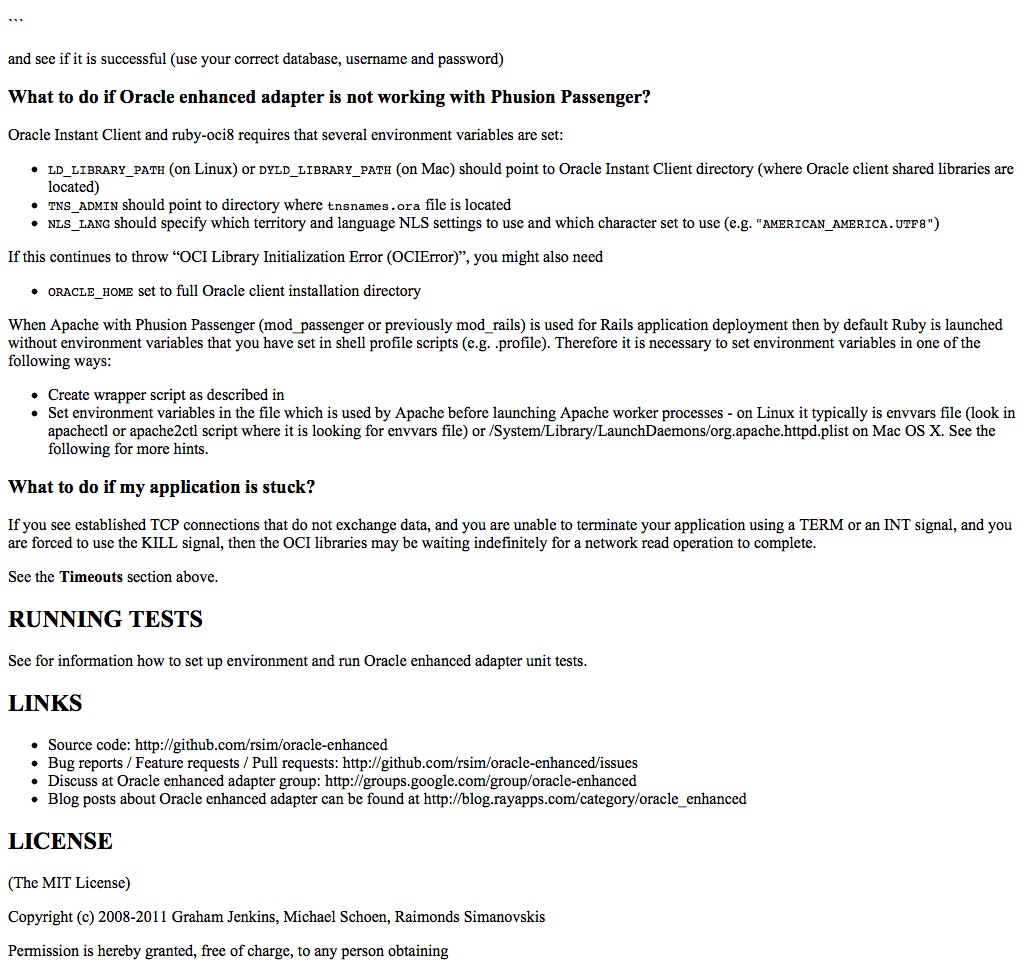 ```
and see if it is successful (use your correct database, username and password)
What to do if Oracle enhanced adapter is not working with Phusion Passenger?
Oracle Instant Client and ruby-oci8 requires that several environment variables are set:
• LD_LIBRARY_PATH (on Linux) or DYLD_LIBRARY_PATH (on Mac) should point to Oracle Instant Client directory (where Oracle client shared libraries are
located)
• TNS_ADMIN should point to directory where tnsnames.ora file is located
• NLS_LANG should specify which territory and language NLS settings to use and which character set to use (e.g. "AMERICAN_AMERICA.UTF8")
If this continues to throw “OCI Library Initialization Error (OCIError)”, you might also need
• ORACLE_HOME set to full Oracle client installation directory
When Apache with Phusion Passenger (mod_passenger or previously mod_rails) is used for Rails application deployment then by default Ruby is launched
without environment variables that you have set in shell profile scripts (e.g. .profile). Therefore it is necessary to set environment variables in one of the
following ways:
• Create wrapper script as described in
• Set environment variables in the file which is used by Apache before launching Apache worker processes - on Linux it typically is envvars file (look in
apachectl or apache2ctl script where it is looking for envvars file) or /System/Library/LaunchDaemons/org.apache.httpd.plist on Mac OS X. See the
following for more hints.
What to do if my application is stuck?
If you see established TCP connections that do not exchange data, and you are unable to terminate your application using a TERM or an INT signal, and you
are forced to use the KILL signal, then the OCI libraries may be waiting indefinitely for a network read operation to complete.
See the Timeouts section above.
RUNNING TESTS
See for information how to set up environment and run Oracle enhanced adapter unit tests.
LINKS
• Source code: http://github.com/rsim/oracle-enhanced
• Bug reports / Feature requests / Pull requests: http://github.com/rsim/oracle-enhanced/issues
• Discuss at Oracle enhanced adapter group: http://groups.google.com/group/oracle-enhanced
• Blog posts about Oracle enhanced adapter can be found at http://blog.rayapps.com/category/oracle_enhanced
LICENSE
(The MIT License)
Copyright (c) 2008-2011 Graham Jenkins, Michael Schoen, Raimonds Simanovskis
Permission is hereby granted, free of charge, to any person obtaining